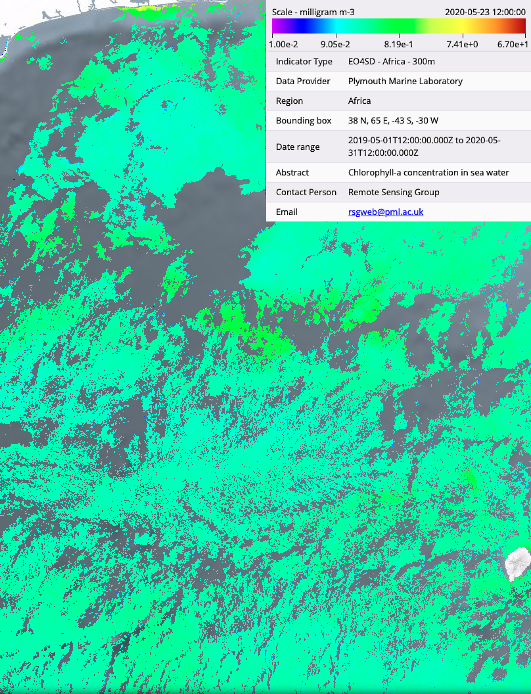 Scale - milligram m-3 2020-05-23 12:00:00
1.00e-2 9.05e-2 8.19e-1 7.41e+0 6.70e+1
Indicator Type EO4SD - Africa - 300m
Data Provider Plymouth Marine Laboratory
Region Africa
Bounding box 38 N, 65 E, -43 S, -30 W
Date range 2019-05-01T12:00:00.000Z to 2020-05-
31T12:00:00.000Z
Abstract Chlorophyll-a concentration in sea water
Contact Person Remote Sensing Group
Email rsgweb@pml.ac.uk